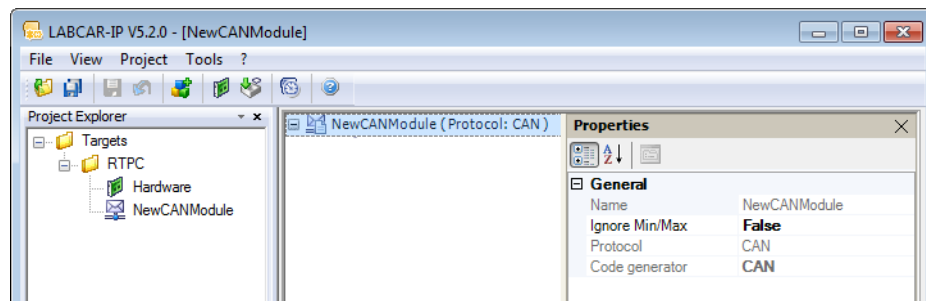 LABCAR-IP V5.2.0 - [NewCANModule]
File View Project Tools ?
Project Explorer
Targets
RTPC
Hardware
NewCANModule
NewCANModule (Protocol: CAN)
Properties
General
Name NewCANModule
Ignore Min/Max False
Protocol CAN
Code generator CAN